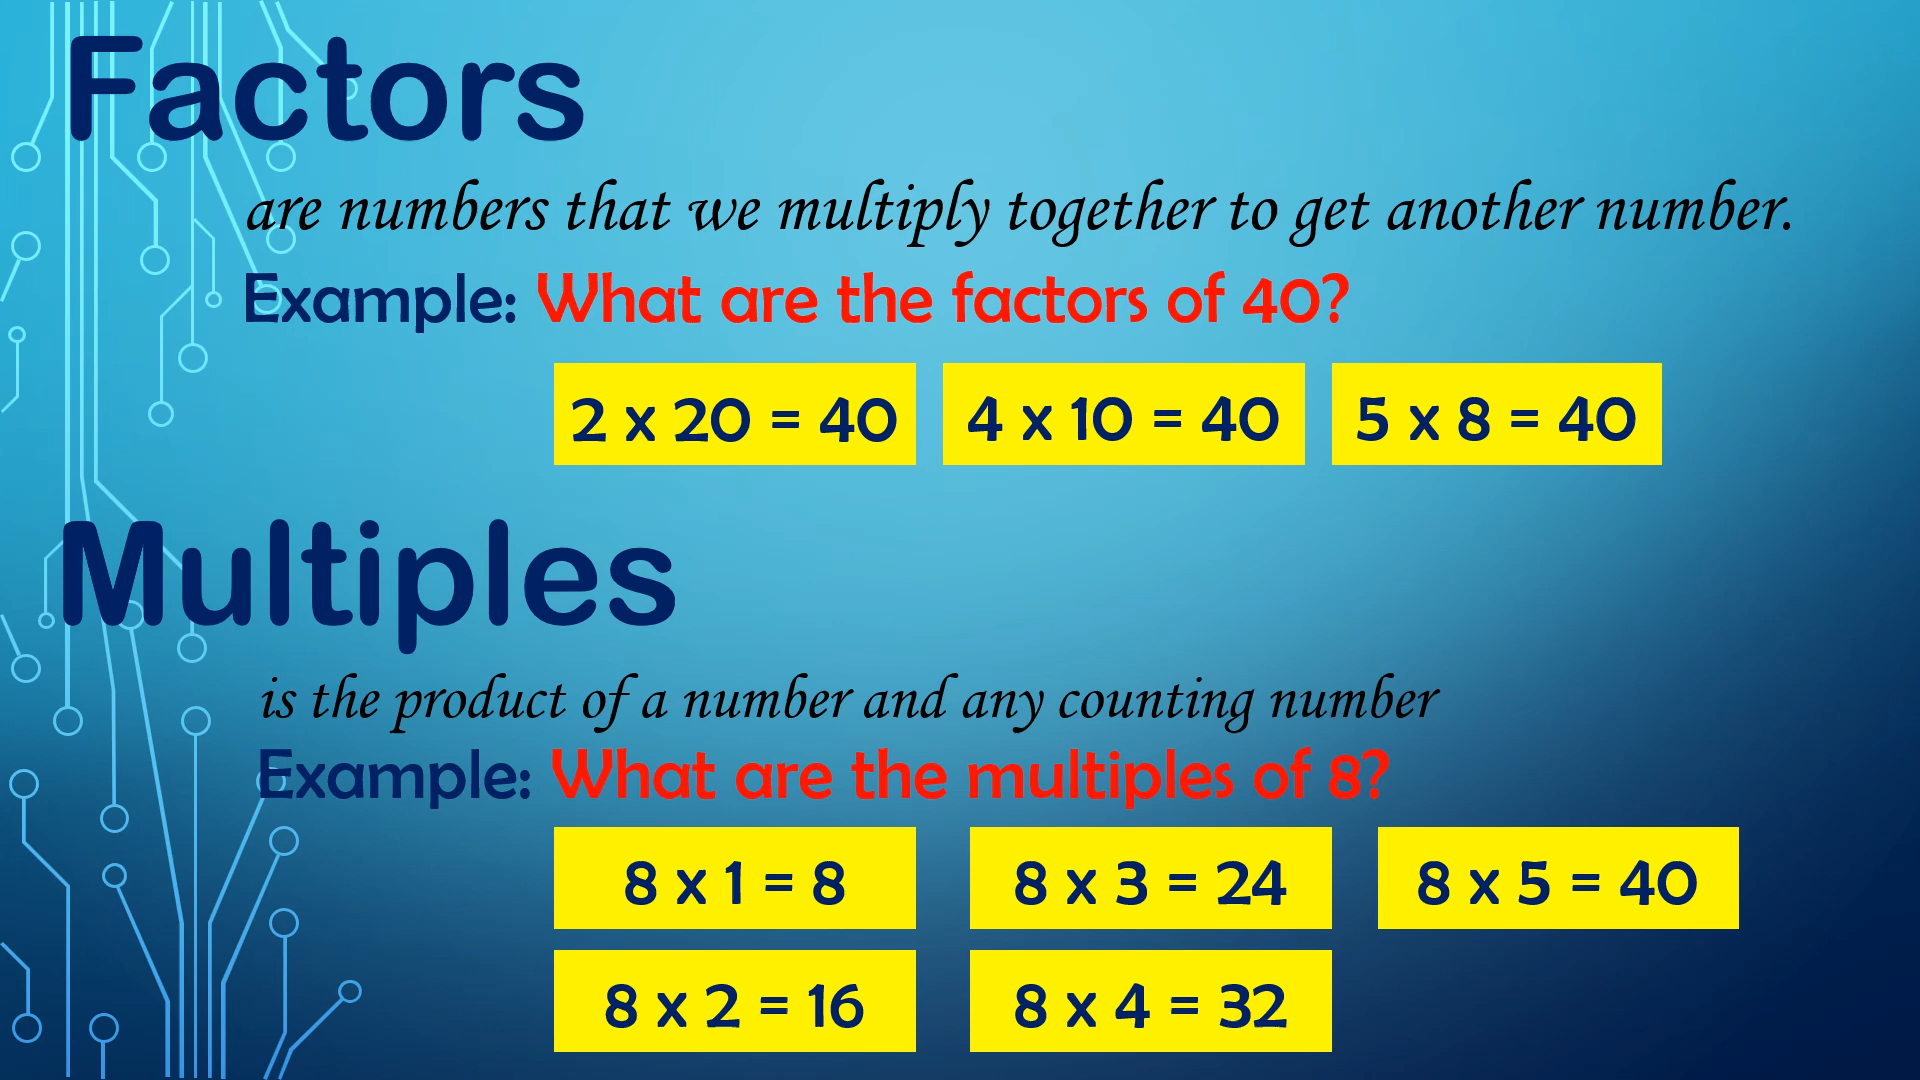 Factors
are numbers that we multiply together to get another number.
Example: What are the factors of 40?
2 x 20 = 40 4 x 10 = 40 5 x 8 = 40
Multiples
is the product of a number and any counting number
Example: What are the multiples of 8?
8 x 1 = 8 8 x 3 = 24 8 x 5 = 40
8 x 2 = 16 8 x 4 = 32